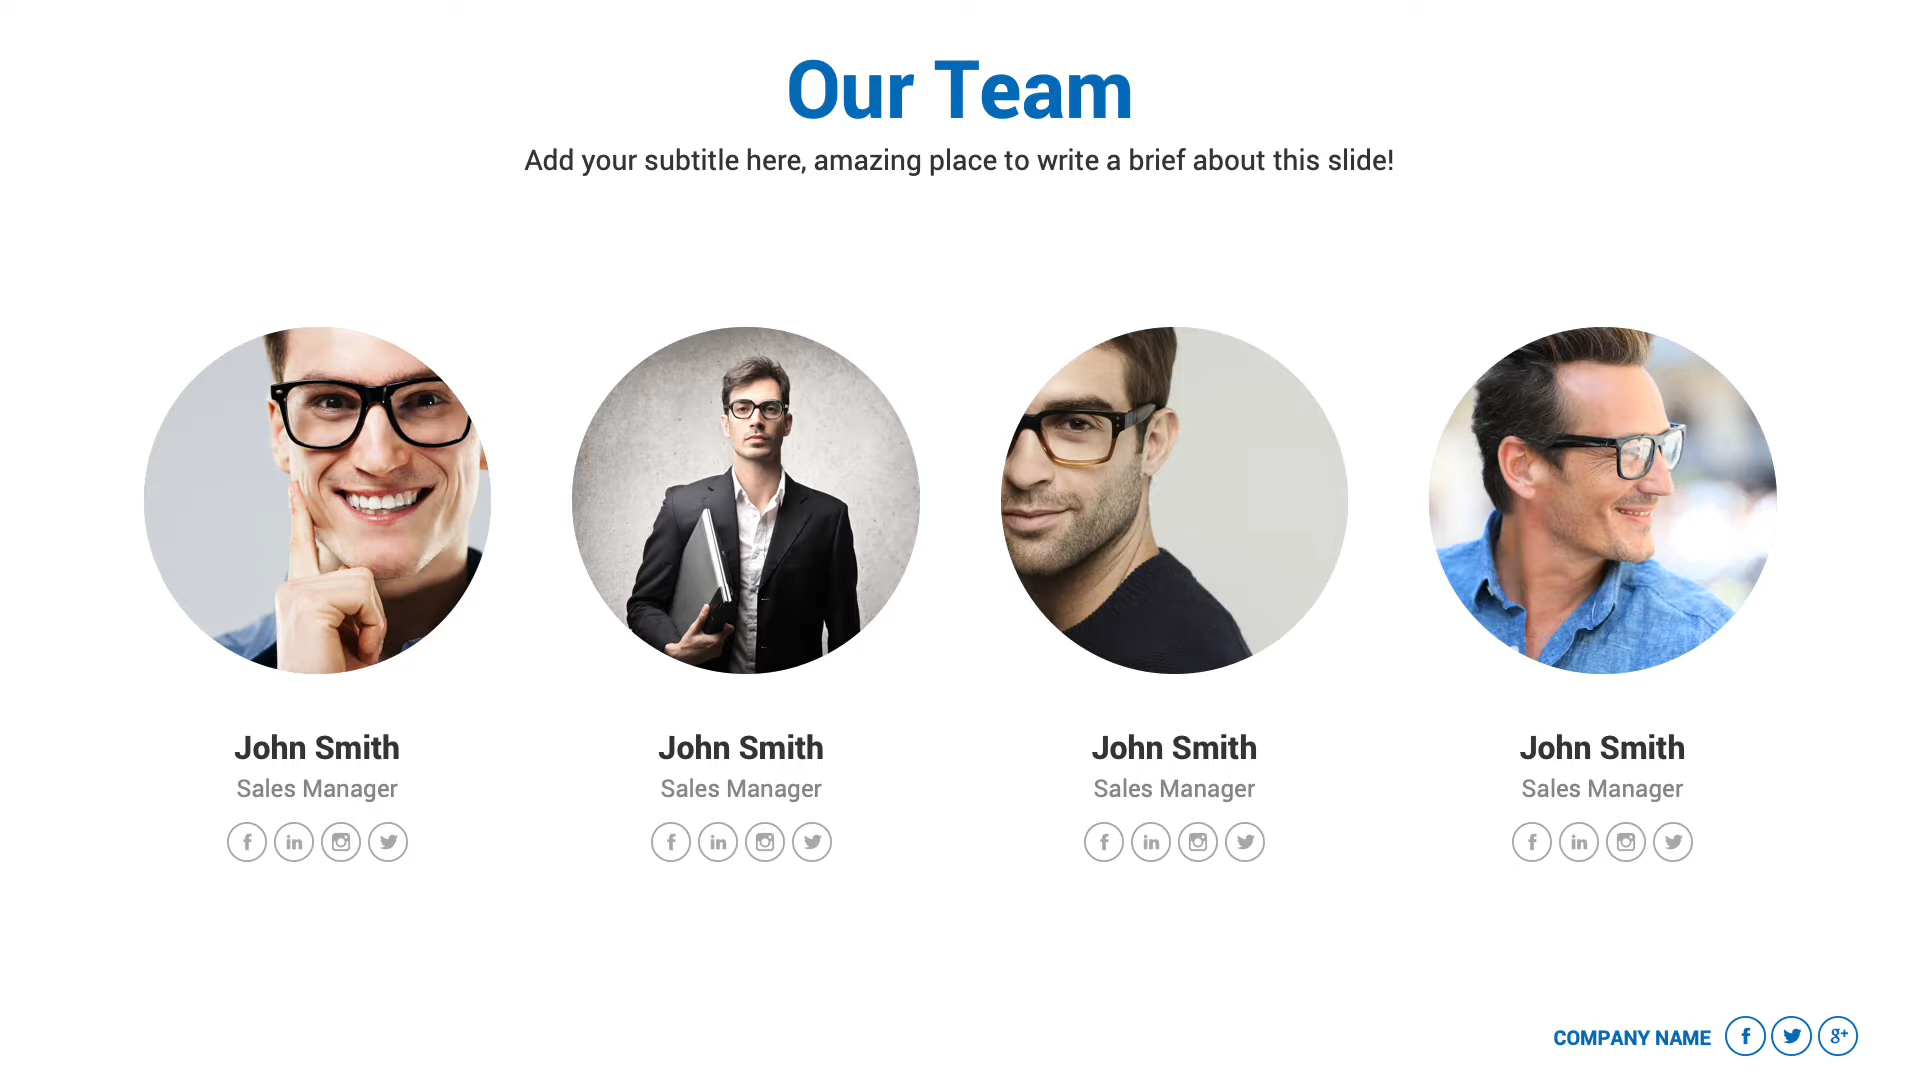 Our Team
Add your subtitle here, amazing place to write a brief about this slide!
John Smith
Sales Manager
John Smith
Sales Manager
John Smith
Sales Manager
John Smith
Sales Manager
COMPANY NAME